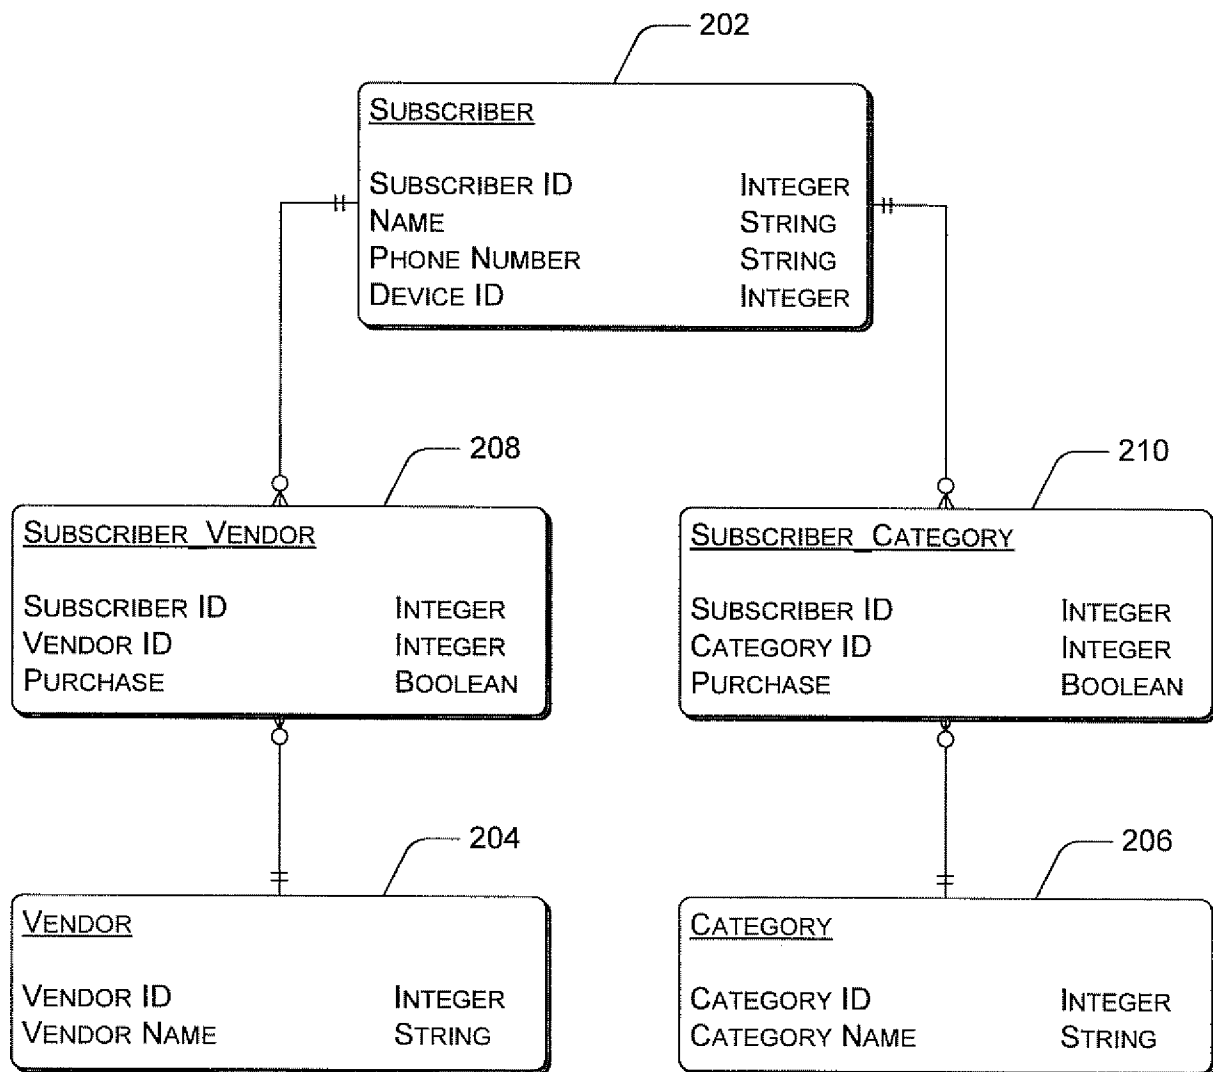 202
SUBSCRIBER
SUBSCRIBER ID INTEGER
NAME STRING
PHONE NUMBER STRING
DEVICE ID INTEGER
208
SUBSCRIBER_VENDOR
SUBSCRIBER ID INTEGER
VENDOR ID INTEGER
PURCHASE BOOLEAN
210
SUBSCRIBER_CATEGORY
SUBSCRIBER ID INTEGER
CATEGORY ID INTEGER
PURCHASE BOOLEAN
204
VENDOR
VENDOR ID INTEGER
VENDOR NAME STRING
206
CATEGORY
CATEGORY ID INTEGER
CATEGORY NAME STRING